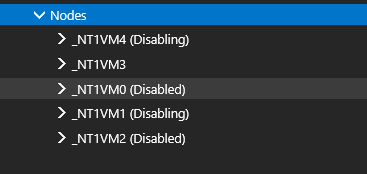 Nodes
_NT1VM4 (Disabling)
_NT1VM3
_NT1VM0 (Disabled)
_NT1VM1 (Disabling)
_NT1VM2 (Disabled)